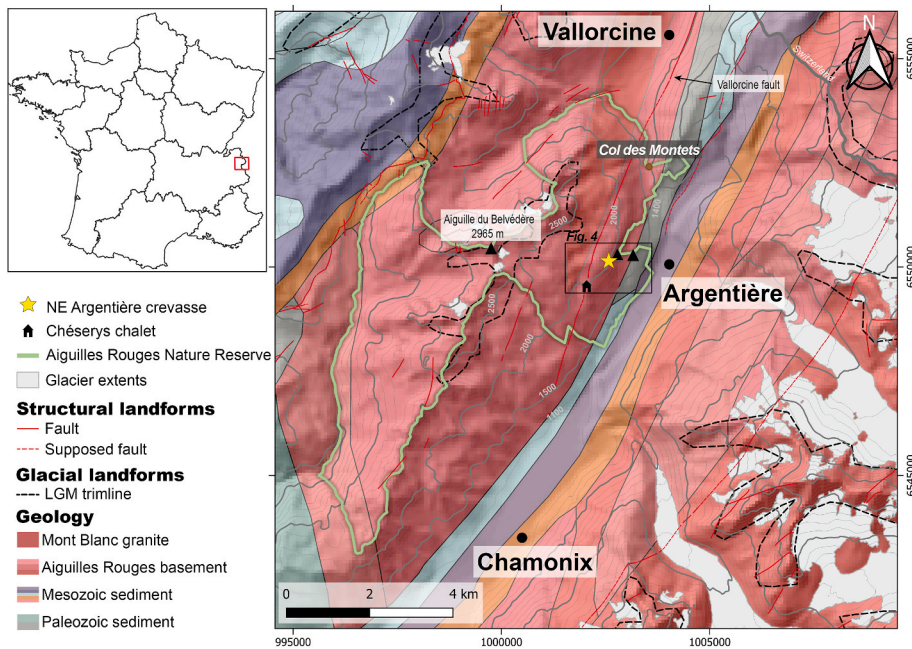 Vallorcine
N
Switzerland
Vallorcine fault
6555000
Col des Montets
2000
1400
Aiguille du Belvédère
2965 m
2500
Fig. 4
6550000
Argentière
2500
2000
1500
1100
6545000
Chamonix
0 2 4 km
995000 1000000 1005000
NE Argentière crevasse
Chéserys chalet
Aiguilles Rouges Nature Reserve
Glacier extents
Structural landforms
Fault
Supposed fault
Glacial landforms
LGM trimline
Geology
Mont Blanc granite
Aiguilles Rouges basement
Mesozoic sediment
Paleozoic sediment